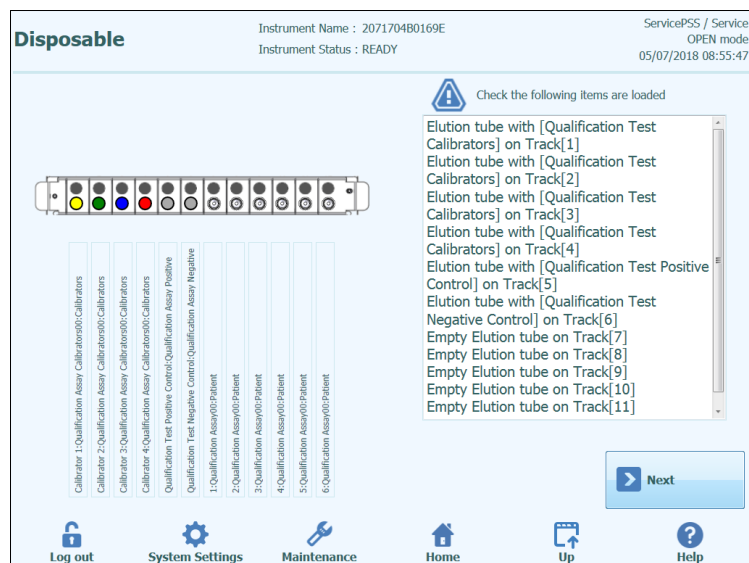 Disposable
Instrument Name : 2071704B0169E
Instrument Status : READY
ServicePSS / Service
OPEN mode
05/07/2018 08:55:47
Check the following items are loaded
Elution tube with [Qualification Test
Calibrators] on Track[1]
Elution tube with [Qualification Test
Calibrators] on Track[2]
Elution tube with [Qualification Test
Calibrators] on Track[3]
Elution tube with [Qualification Test
Calibrators] on Track[4]
Elution tube with [Qualification Test Positive
Control] on Track[5]
Elution tube with [Qualification Test
Negative Control] on Track[6]
Empty Elution tube on Track[7]
Empty Elution tube on Track[8]
Empty Elution tube on Track[9]
Empty Elution tube on Track[10]
Empty Elution tube on Track[11]
Calibrator 1:Qualification Assay Calibrators00:Calibrators
Calibrator 2:Qualification Assay Calibrators00:Calibrators
Calibrator 3:Qualification Assay Calibrators00:Calibrators
Calibrator 4:Qualification Assay Calibrators00:Calibrators
Qualification Test Positive Control:Qualification Assay Positive
Qualification Test Negative Control:Qualification Assay Negative
1:Qualification Assay00:Patient
2:Qualification Assay00:Patient
3:Qualification Assay00:Patient
4:Qualification Assay00:Patient
5:Qualification Assay00:Patient
6:Qualification Assay00:Patient
Next
Log out
System Settings
Maintenance
Home
Up
Help